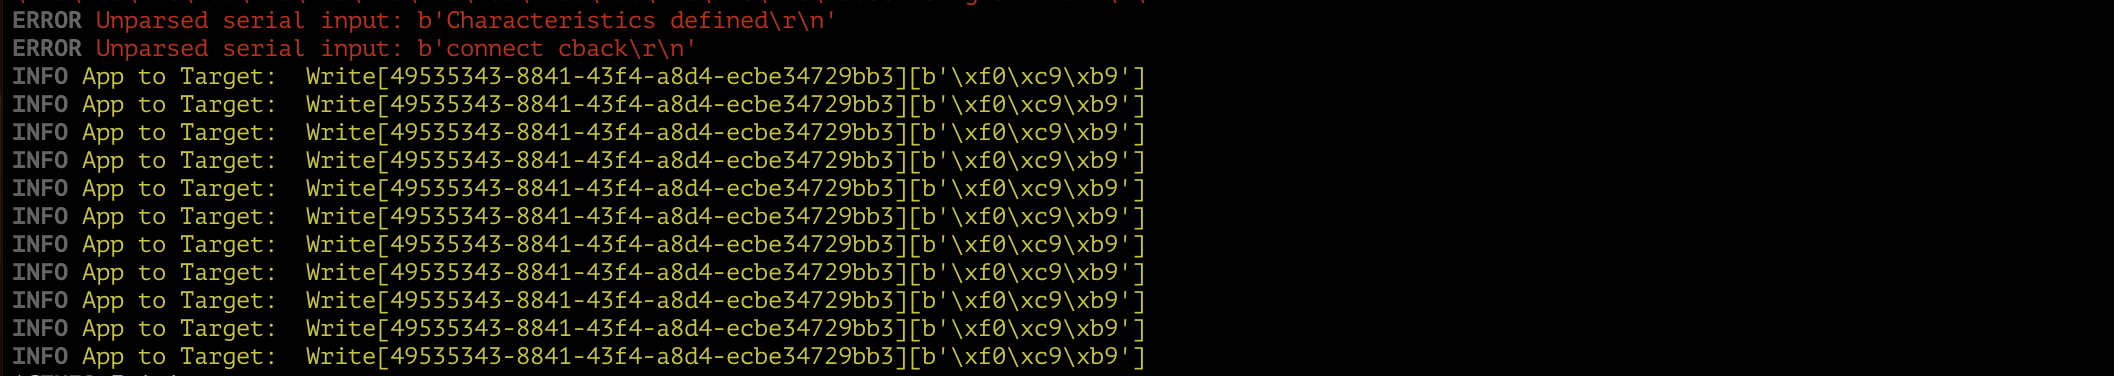 ERROR Unparsed serial input: b'Characteristics defined\r\n'
ERROR Unparsed serial input: b'connect cback\r\n'
INFO App to Target:  Write[49535343-8841-43f4-a8d4-ecbe34729bb3][b'\xf0\xc9\xb9']
INFO App to Target:  Write[49535343-8841-43f4-a8d4-ecbe34729bb3][b'\xf0\xc9\xb9']
INFO App to Target:  Write[49535343-8841-43f4-a8d4-ecbe34729bb3][b'\xf0\xc9\xb9']
INFO App to Target:  Write[49535343-8841-43f4-a8d4-ecbe34729bb3][b'\xf0\xc9\xb9']
INFO App to Target:  Write[49535343-8841-43f4-a8d4-ecbe34729bb3][b'\xf0\xc9\xb9']
INFO App to Target:  Write[49535343-8841-43f4-a8d4-ecbe34729bb3][b'\xf0\xc9\xb9']
INFO App to Target:  Write[49535343-8841-43f4-a8d4-ecbe34729bb3][b'\xf0\xc9\xb9']
INFO App to Target:  Write[49535343-8841-43f4-a8d4-ecbe34729bb3][b'\xf0\xc9\xb9']
INFO App to Target:  Write[49535343-8841-43f4-a8d4-ecbe34729bb3][b'\xf0\xc9\xb9']
INFO App to Target:  Write[49535343-8841-43f4-a8d4-ecbe34729bb3][b'\xf0\xc9\xb9']
INFO App to Target:  Write[49535343-8841-43f4-a8d4-ecbe34729bb3][b'\xf0\xc9\xb9']